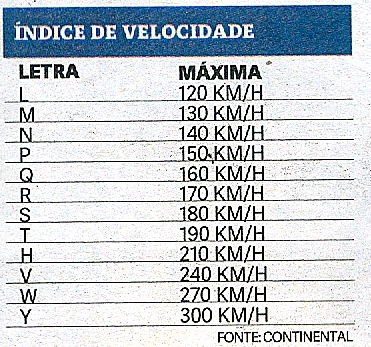 ÍNDICE DE VELOCIDADE
LETRA MÁXIMA
L 120 KM/H
M 130 KM/H
N 140 KM/H
P 150 KM/H
Q 160 KM/H
R 170 KM/H
S 180 KM/H
T 190 KM/H
H 210 KM/H
V 240 KM/H
W 270 KM/H
Y 300 KM/H
FONTE: CONTINENTAL